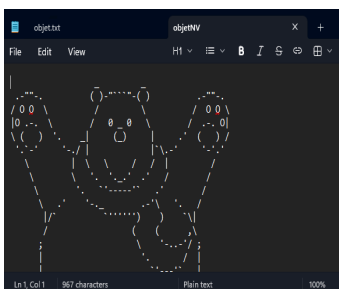 objet.txt
objetNV
File Edit View
H1
B I S
Ln 1, Col 1 967 characters Plain text 100%